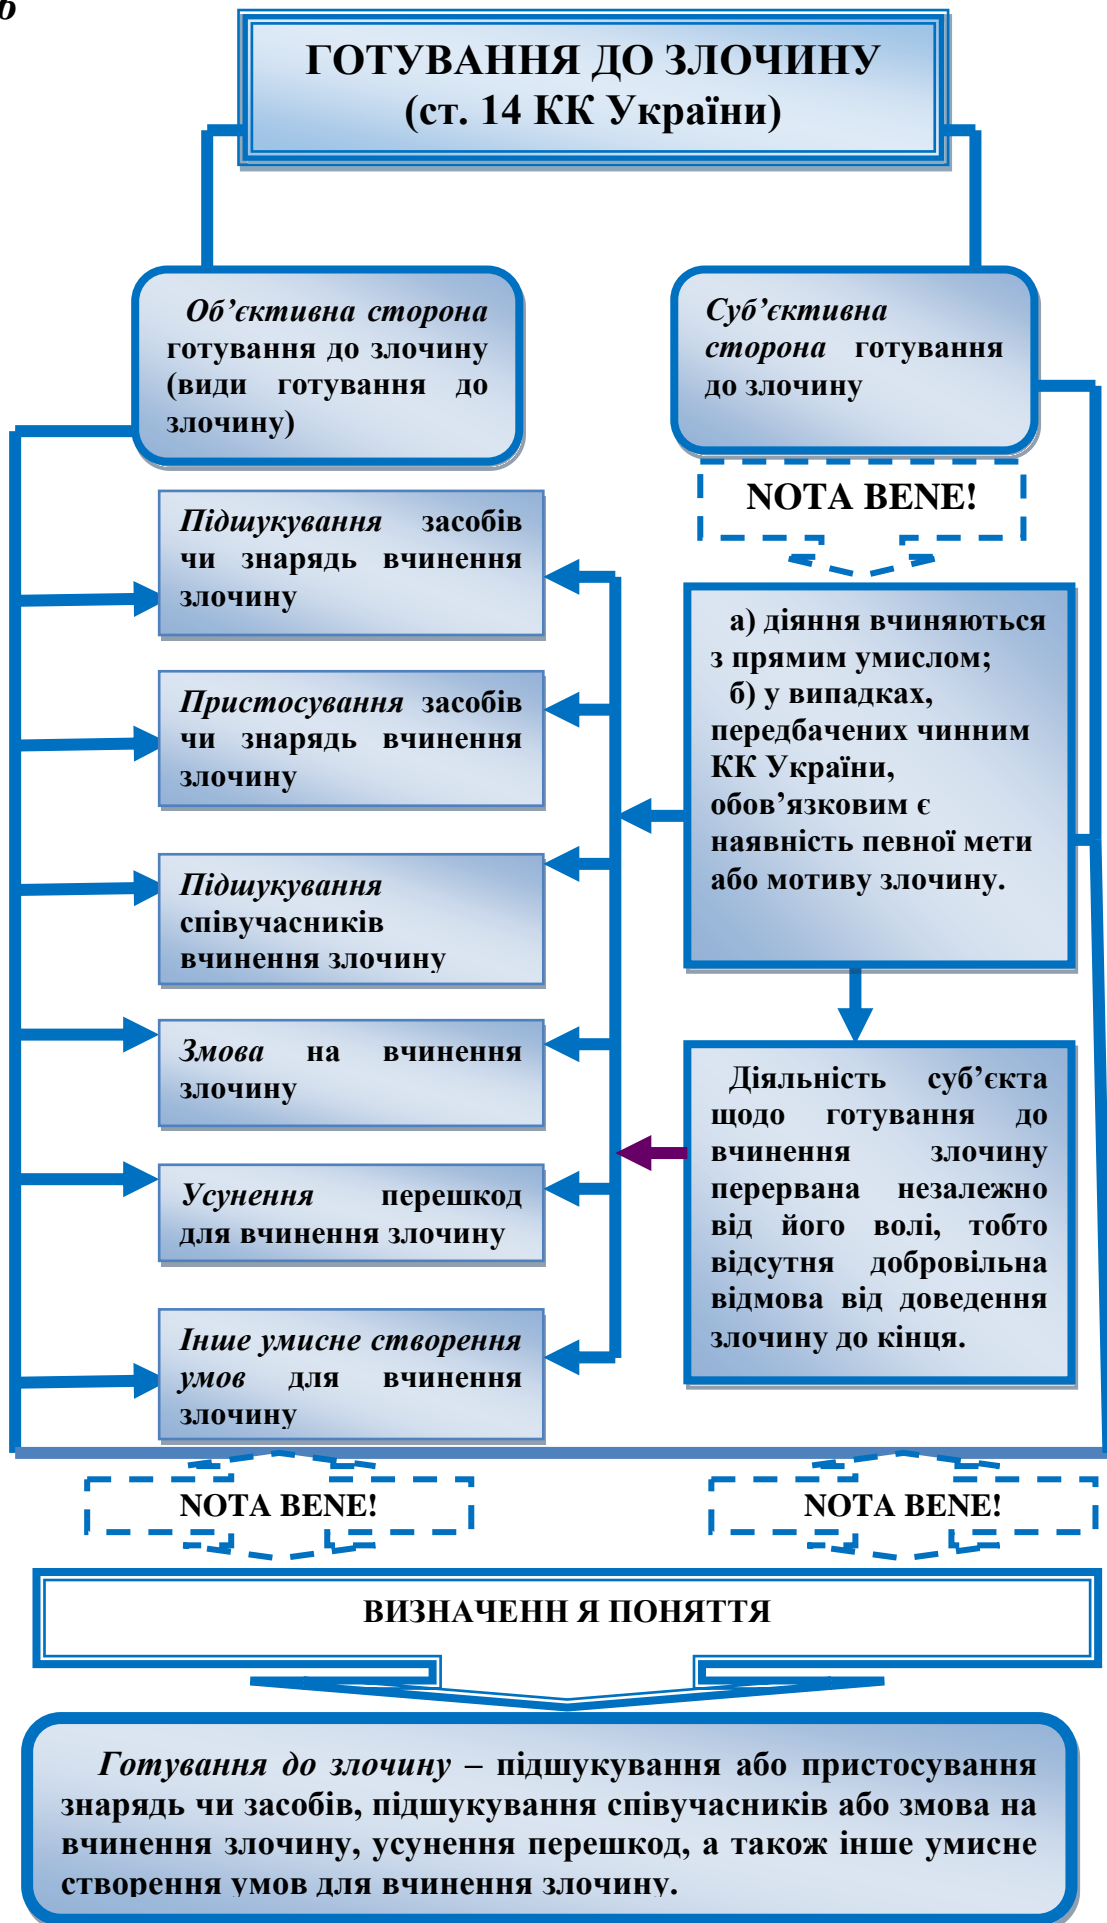 б
ГОТУВАННЯ ДО ЗЛОЧИНУ
(ст. 14 КК України)
Об’єктивна сторона
готування до злочину
(види готування до
злочину)
Суб’єктивна
сторона готування
до злочину
NOTA BENE!
Підшукування засобів
чи знарядь вчинення
злочину
Пристосування засобів
чи знарядь вчинення
злочину
Підшукування
співучасників
вчинення злочину
Змова на вчинення
злочину
Усунення перешкод
для вчинення злочину
Інше умисне створення
умов для вчинення
злочину
а) діяння вчиняються
з прямим умислом;
б) у випадках,
передбачених чинним
КК України,
обов’язковим є
наявність певної мети
або мотиву злочину.
Діяльність суб’єкта
щодо готування до
вчинення злочину
перервана незалежно
від його волі, тобто
відсутня добровільна
відмова від доведення
злочину до кінця.
NOTA BENE!
NOTA BENE!
ВИЗНАЧЕНН Я ПОНЯТТЯ
Готування до злочину – підшукування або пристосування
знарядь чи засобів, підшукування співучасників або змова на
вчинення злочину, усунення перешкод, а також інше умисне
створення умов для вчинення злочину.